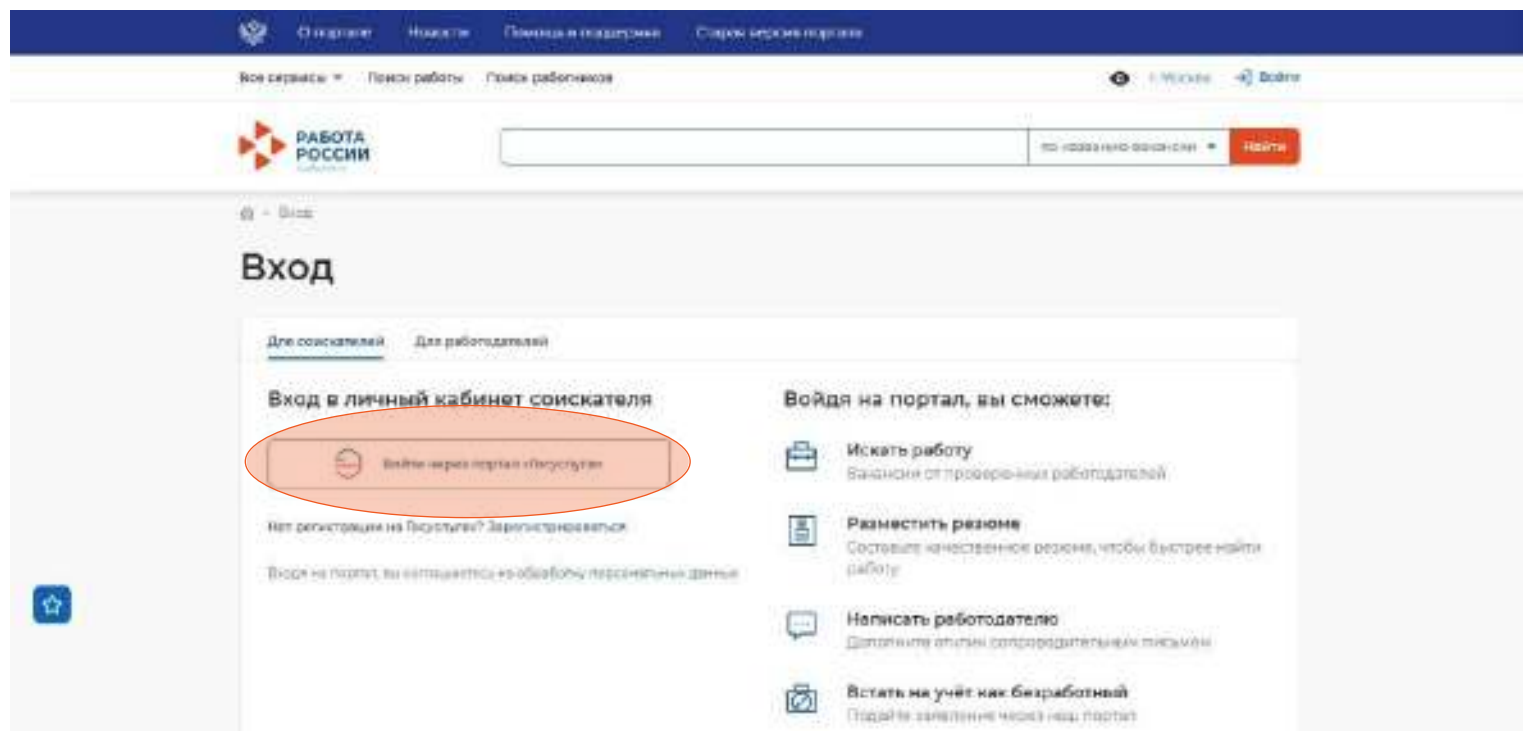 О портале Новости Помощь и поддержка Старая версия портала
Все сервисы Поиск работы Поиск работников г. Москва Войти
РАБОТА
РОССИИ
по названию вакансии Найти
Вход
Вход
Для соискателей Для работодателей
Вход в личный кабинет соискателя
Войти через портал «Госуслуги»
Нет регистрации на Госуслугах? Зарегистрироваться
Входя на портал, вы соглашаетесь на обработку персональных данных
Войдя на портал, вы сможете:
Искать работу
Вакансии от проверенных работодателей
Разместить резюме
Составьте качественное резюме, чтобы быстрее найти
работу
Написать работодателю
Дополните отклик сопроводительным письмом
Встать на учёт как безработный
Подайте заявление через наш портал